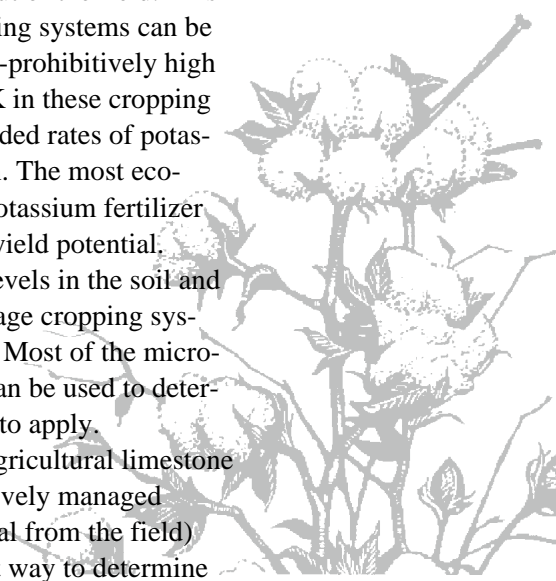 ing systems can be
-prohibitively high
K in these cropping
ded rates of potas-
. The most eco-
otassium fertilizer
yield potential.
evels in the soil and
age cropping sys-
Most of the micro-
an be used to deter-
to apply.
gricultural limestone
vely managed
al from the field)
way to determine